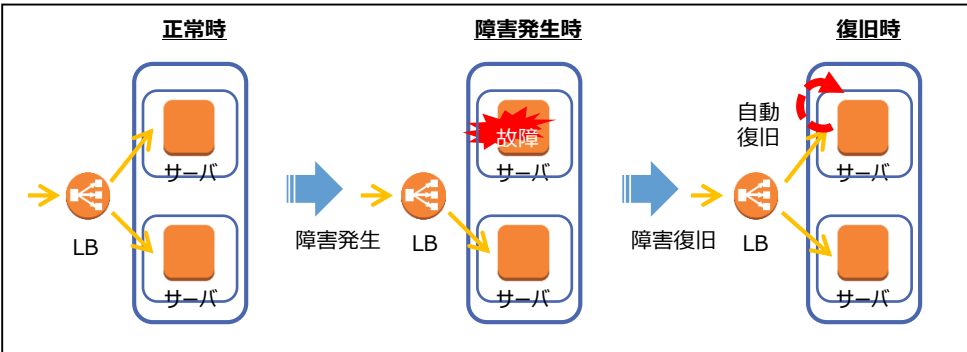 正常時
障害発生時
復旧時
サーバ
サーバ
LB
障害発生
故障
サーバ
サーバ
LB
障害復旧
自動
復旧
サーバ
サーバ
LB